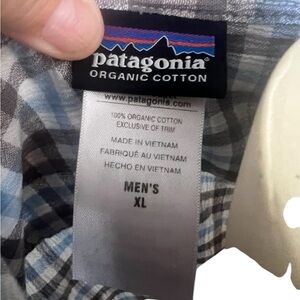 patagonia
ORGANIC COTTON
www.patagonia.com
100% ORGANIC COTTON
EXCLUSIVE OF TRIM
MADE IN VIETNAM
FABRIQUÉ AU VIETNAM
HECHO EN VIETNAM
MEN'S
XL